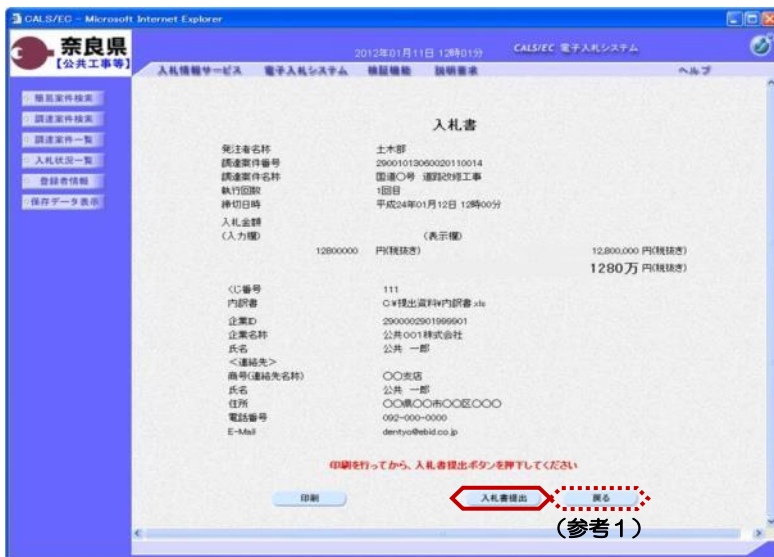 CALS/EC - Microsoft Internet Explorer
奈良県
【公共工事等】
2012年01月11日 12時01分
CALS/EC 電子入札システム
入札情報サービス 電子入札システム 検証機能 説明要求 ヘルプ
簡易案件検索
調達案件検索
調達案件一覧
入札状況一覧
登録者情報
保存データ表示
入札書
発注者名称 土木部
調達案件番号 29001013060020110014
調達案件名称 国道〇号 道路改修工事
執行回数 1回目
締切日時 平成24年01月12日 12時00分
入札金額
(入力欄) (表示欄)
12800000 円(税抜き) 12,800,000 円(税抜き)
1280万 円(税抜き)
くじ番号 111
内訳書 C:¥提出資料¥内訳書.xls
企業ID 2900002901999901
企業名称 公共001株式会社
氏名 公共 一郎
<連絡先>
商号(連絡先名称) 〇〇支店
氏名 公共 一郎
住所 〇〇県〇〇市〇〇区〇〇〇
電話番号 092-000-0000
E-Mail dentyo@ebid.co.jp
印刷を行ってから、入札書提出ボタンを押下してください
印刷 入札書提出 戻る
(参考1)